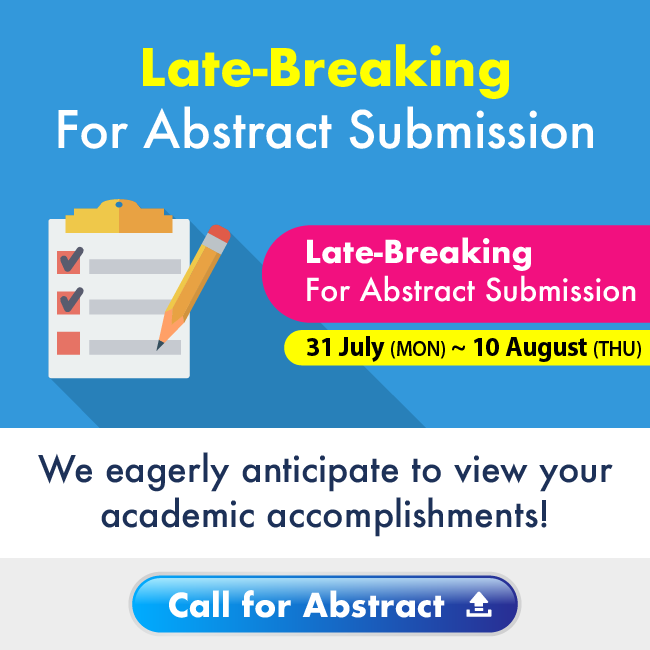 Late-Breaking
For Abstract Submission
Late-Breaking
For Abstract Submission
31 July (MON) ~ 10 August (THU)
We eagerly anticipate to view your
academic accomplishments!
Call for Abstract